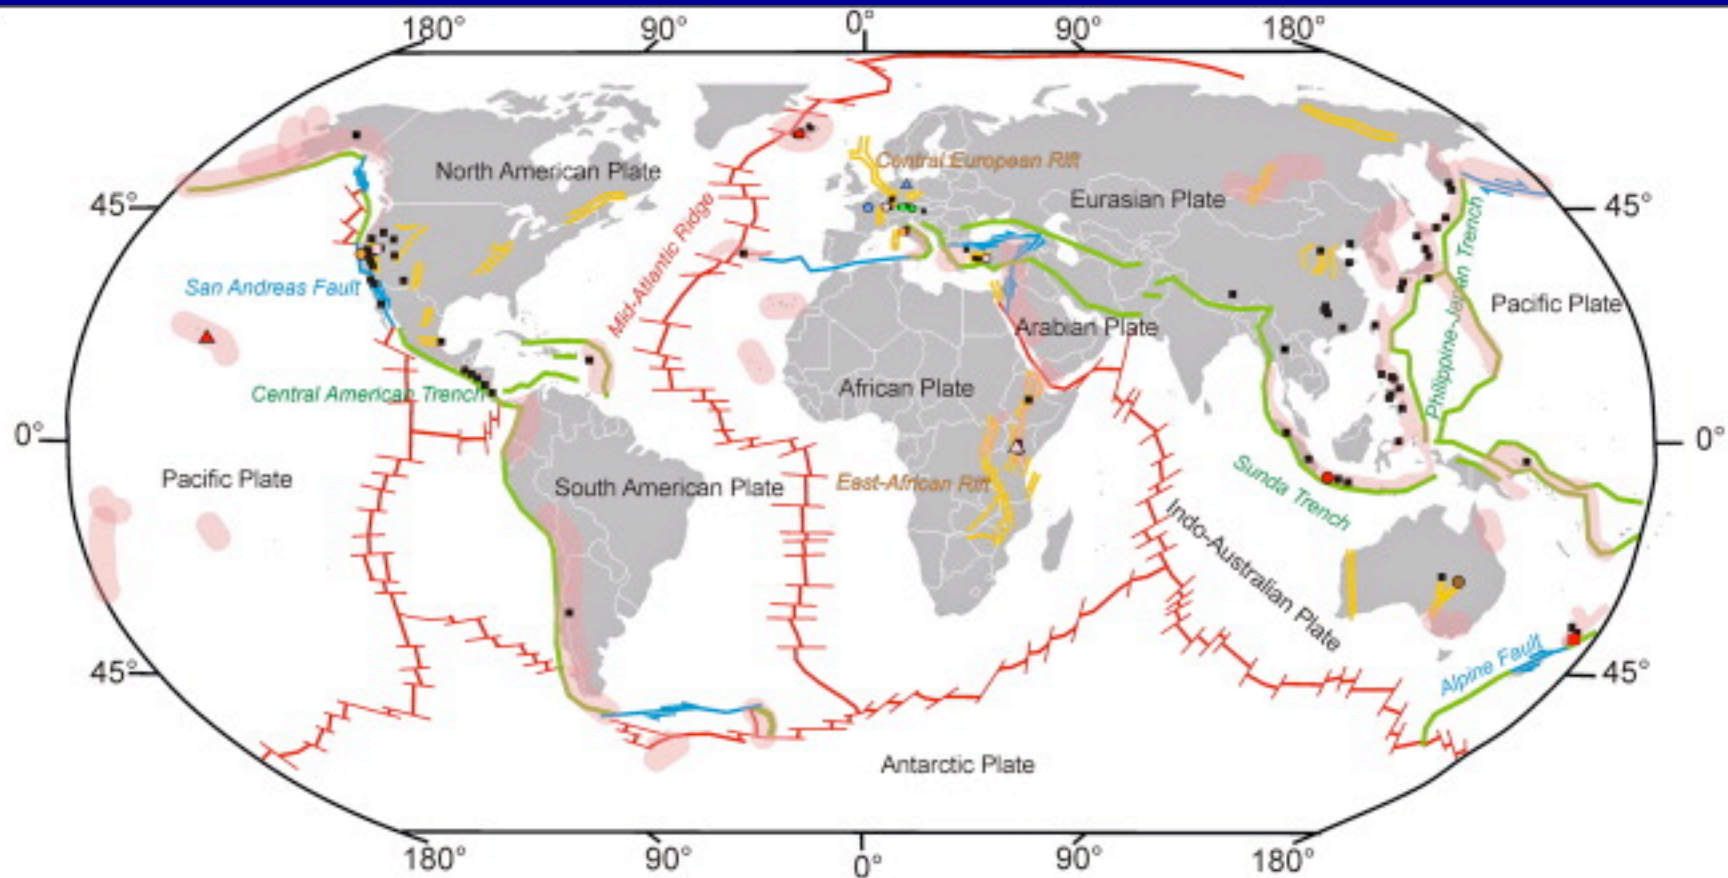 180° 90° 0° 90° 180°
North American Plate
Central European Rift
Eurasian Plate
45° 45°
Mid-Atlantic Ridge
San Andreas Fault
Philippine-Japan Trench
Pacific Plate
Arabian Plate
African Plate
Central American Trench
0° 0°
Pacific Plate
South American Plate
East-African Rift
Sunda Trench
Indo-Australian Plate
45° 45°
Alpine Fault
Antarctic Plate
180° 90° 0° 90° 180°